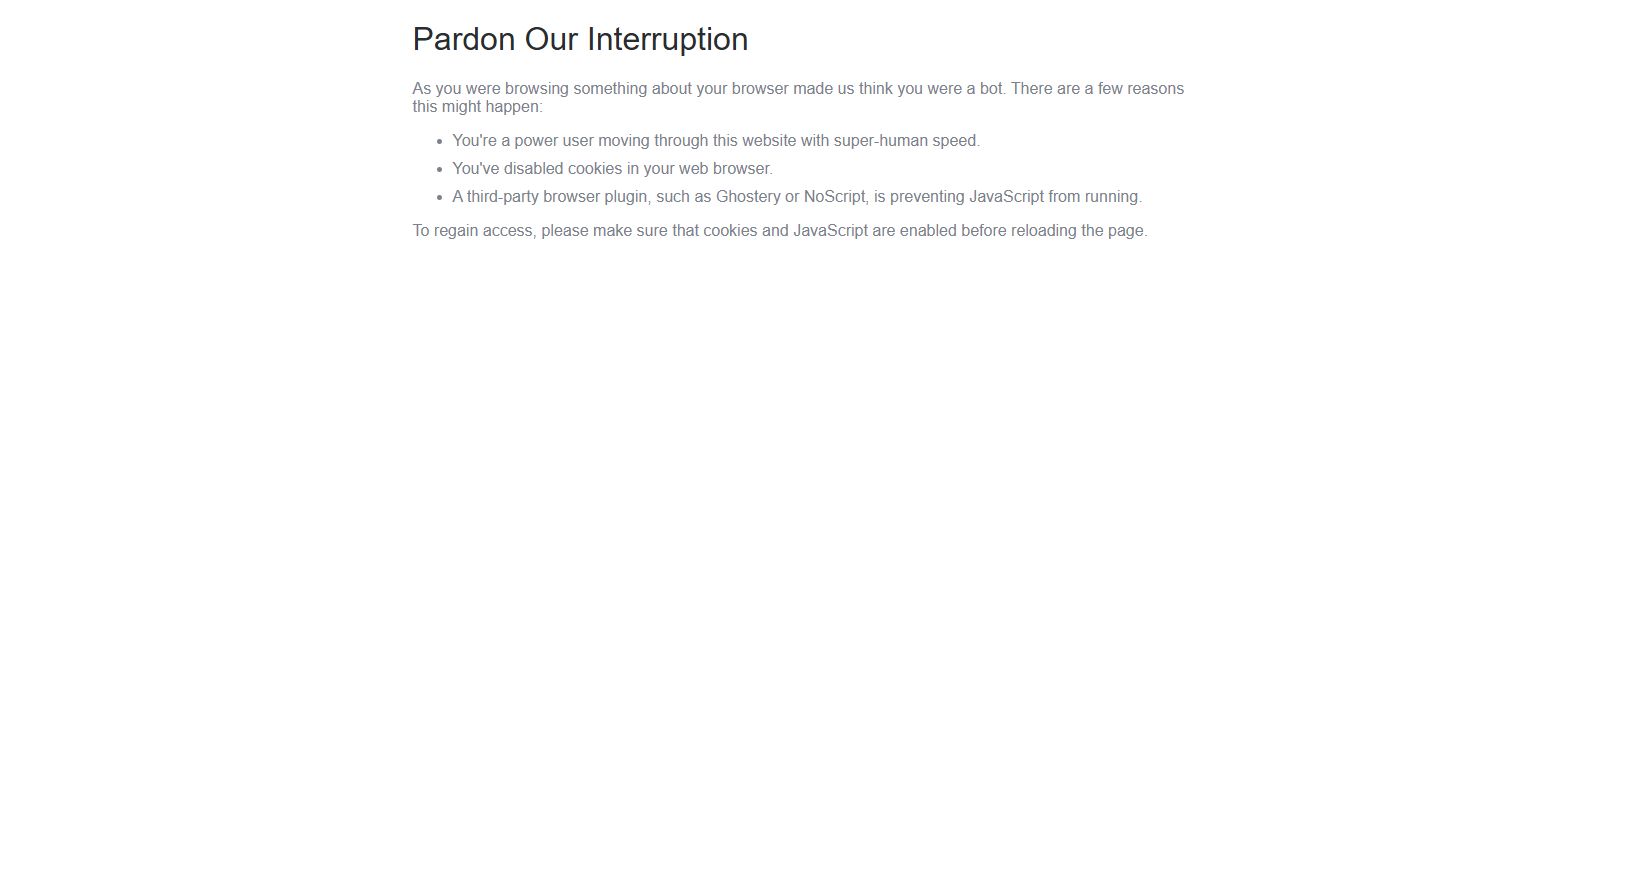 Pardon Our Interruption
As you were browsing something about your browser made us think you were a bot. There are a few reasons
this might happen:
• You're a power user moving through this website with super-human speed.
• You've disabled cookies in your web browser.
• A third-party browser plugin, such as Ghostery or NoScript, is preventing JavaScript from running.
To regain access, please make sure that cookies and JavaScript are enabled before reloading the page.